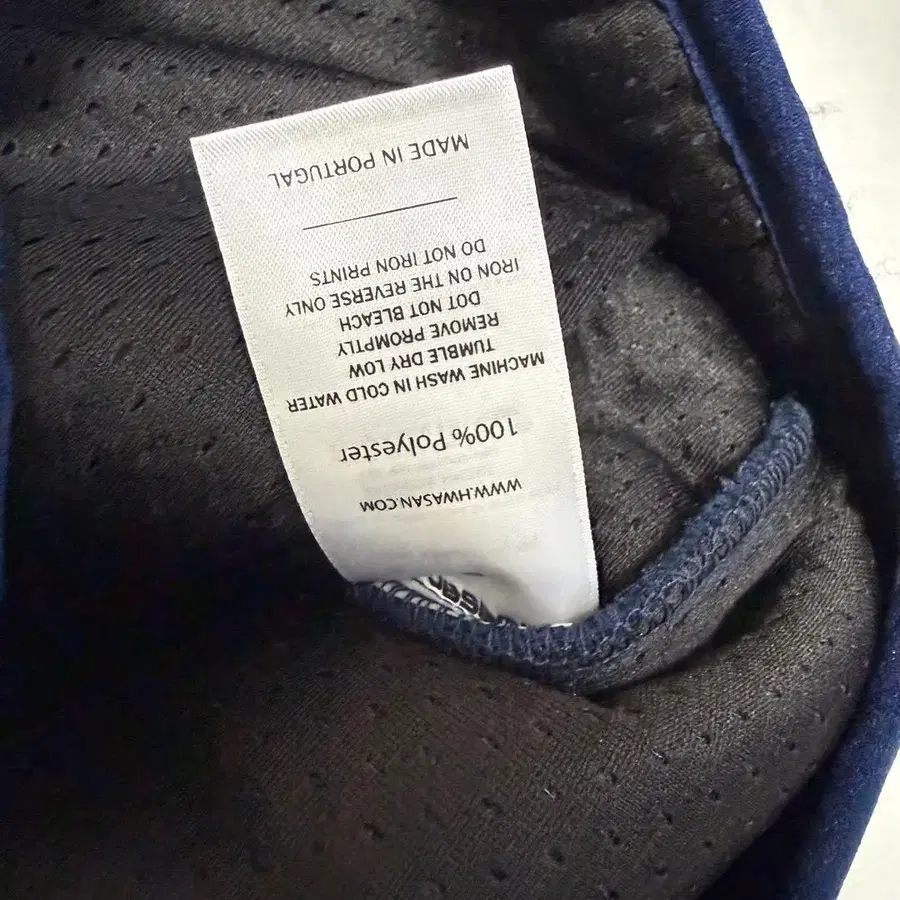 WWW.HWASAN.COM
100% Polyester
MACHINE WASH IN COLD WATER
TUMBLE DRY LOW
REMOVE PROMPTLY
DOT NOT BLEACH
IRON ON THE REVERSE ONLY
DO NOT IRON PRINTS
MADE IN PORTUGAL